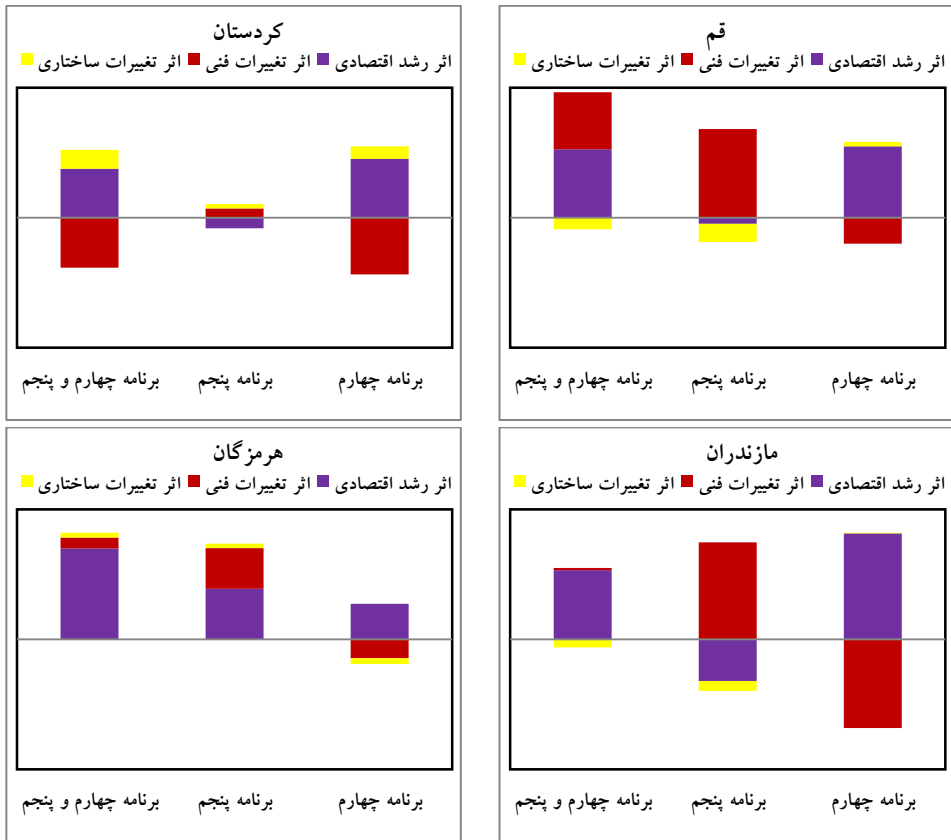 قم
اثر رشد اقتصادی اثر تغییرات فنی اثر تغییرات ساختاری
برنامه چهارم برنامه پنجم برنامه چهارم و پنجم
کردستان
اثر رشد اقتصادی اثر تغییرات فنی اثر تغییرات ساختاری
برنامه چهارم برنامه پنجم برنامه چهارم و پنجم
مازندران
اثر رشد اقتصادی اثر تغییرات فنی اثر تغییرات ساختاری
برنامه چهارم برنامه پنجم برنامه چهارم و پنجم
هرمزگان
اثر رشد اقتصادی اثر تغییرات فنی اثر تغییرات ساختاری
برنامه چهارم برنامه پنجم برنامه چهارم و پنجم